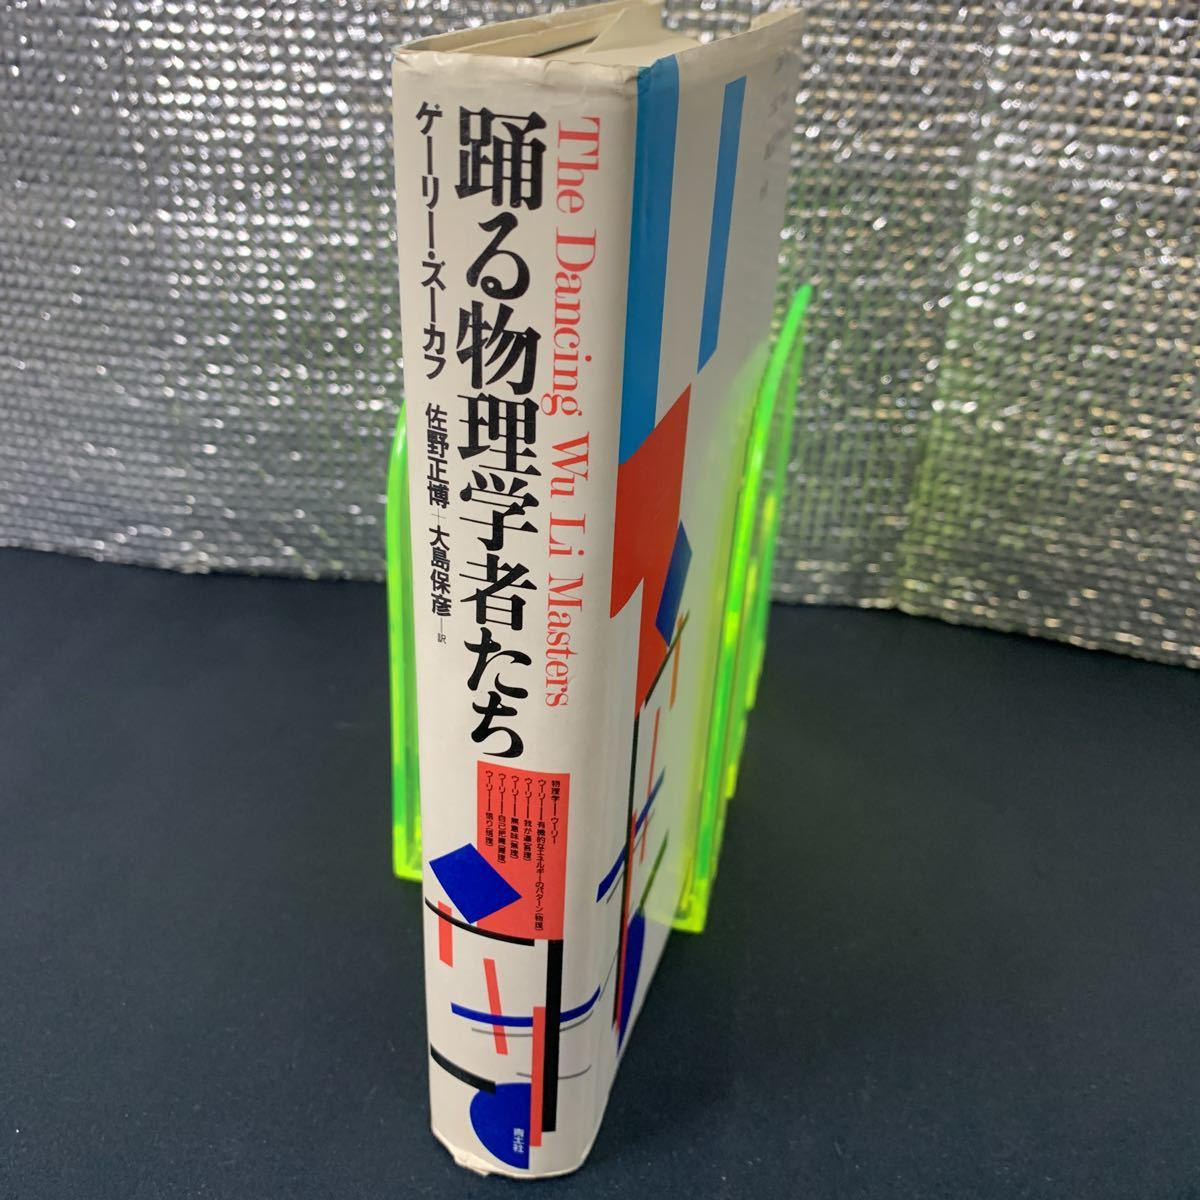 The Dancing Wu Li Masters
踊る物理学者たち
ゲーリー・ズーカフ
佐野正博+大島保彦―訳
物理学――ウーリー
ウーリー――有機的なエネルギーのパターン(物理)
ウーリー――我が道(吾理)
ウーリー――無意味(無理)
ウーリー――自己把握(握理)
ウーリー――悟り(悟理)
青土社